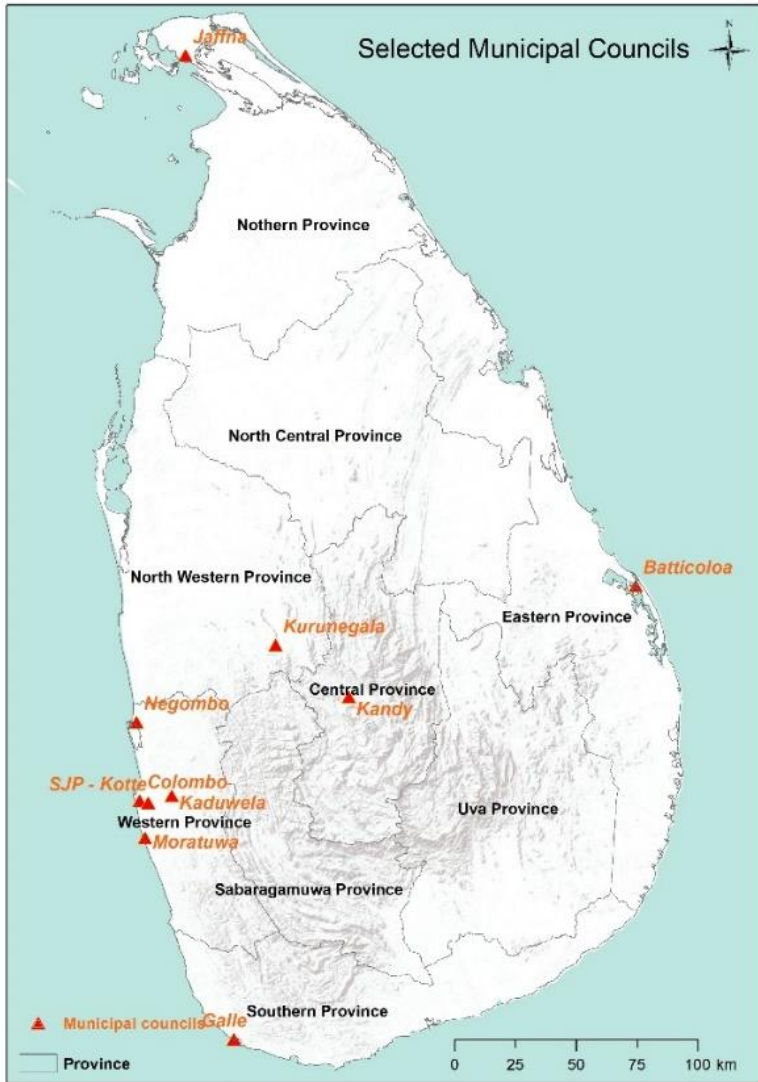 Jaffna
Selected Municipal Councils
N
Nothern Province
North Central Province
North Western Province
Batticoloa
Eastern Province
Kurunegala
Central Province
Kandy
Negombo
SJP - Kotte
Colombo
Kaduwela
Western Province
Moratuwa
Uva Province
Sabaragamuwa Province
Southern Province
Galle
Municipal councils
Province
0 25 50 75 100 km